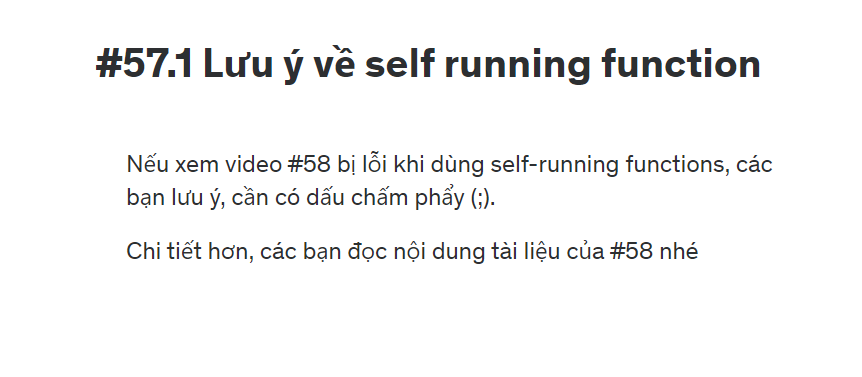 #57.1 Lưu ý về self running function
Nếu xem video #58 bị lỗi khi dùng self-running functions, các
bạn lưu ý, cần có dấu chấm phẩy (;).
Chi tiết hơn, các bạn đọc nội dung tài liệu của #58 nhé